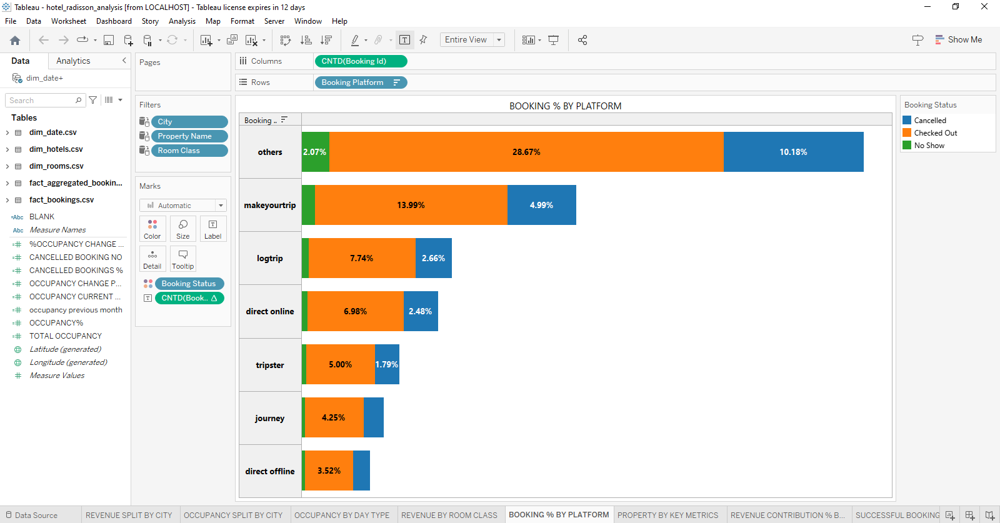 Tableau - hotel_radisson_analysis [from LOCALHOST] - Tableau license expires in 12 days
File Data Worksheet Dashboard Story Analysis Map Format Server Window Help
Entire View
Show Me
Data Analytics
dim_date+
Search
Tables
dim_date.csv
dim_hotels.csv
dim_rooms.csv
fact_aggregated_bookin...
fact_bookings.csv
=Abc BLANK
Abc Measure Names
=# %OCCUPANCY CHANGE ...
=# CANCELLED BOOKING NO
=# CANCELLED BOOKINGS %
=# OCCUPANCY CHANGE P...
=# OCCUPANCY CURRENT ...
=# occupancy previous month
=# OCCUPANCY%
=# TOTAL OCCUPANCY
Latitude (generated)
Longitude (generated)
# Measure Values
Pages
Filters
City
Property Name
Room Class
Marks
Automatic
Color Size Label
Detail Tooltip
Booking Status
CNTD(Book.. Δ
Columns CNTD(Booking Id)
Rows Booking Platform
BOOKING % BY PLATFORM
Booking ..
others 2.07% 28.67% 10.18%
makeyourtrip 13.99% 4.99%
logtrip 7.74% 2.66%
direct online 6.98% 2.48%
tripster 5.00% 1.79%
journey 4.25%
direct offline 3.52%
Booking Status
Cancelled
Checked Out
No Show
Data Source REVENUE SPLIT BY CITY OCCUPANCY SPLIT BY CITY OCCUPANCY BY DAY TYPE REVENUE BY ROOM CLASS BOOKING % BY PLATFORM PROPERTY BY KEY METRICS REVENUE CONTRIBUTION % B... SUCCESSFUL BOOKING